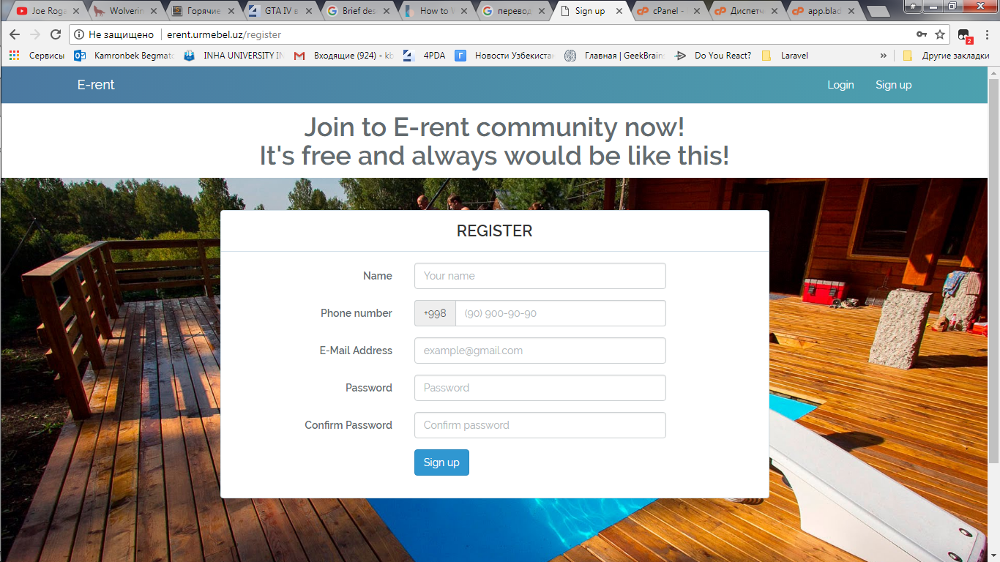 Joe Roga
Wolverin
Горячие
GTA IV в
Brief des
How to W
перевод
Sign up
cPanel -
Диспетч
app.blad
Не защищено
erent.urmebel.uz/register
2
Сервисы
Kamronbek Begmato
INHA UNIVERSITY IN
Входящие (924) - kb
4PDA
Новости Узбекистан
Главная | GeekBrains
Do You React?
Laravel
»
Другие закладки
E-rent
Login
Sign up
Join to E-rent community now!
It's free and always would be like this!
REGISTER
Name
Your name
Phone number
+998
(90) 900-90-90
E-Mail Address
example@gmail.com
Password
Password
Confirm Password
Confirm password
Sign up